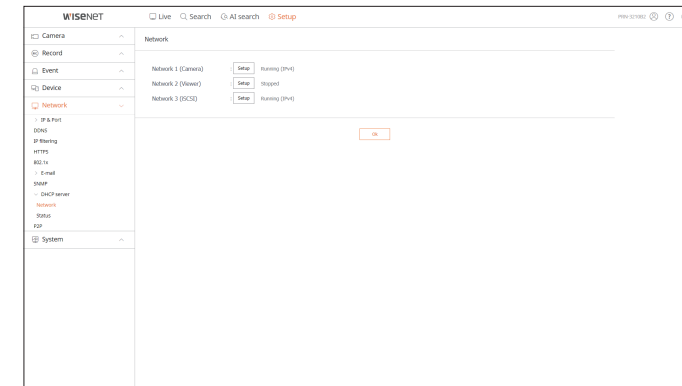 WISENET
Live Search AI search Setup
PRN-3210B2
Camera
Record
Event
Device
Network
IP & Port
DDNS
IP filtering
HTTPS
802.1x
E-mail
SNMP
DHCP server
Network
Status
P2P
System
Network
Network 1 (Camera) : Setup Running (IPv4)
Network 2 (Viewer) : Setup Stopped
Network 3 (iSCSI) : Setup Running (IPv4)
OK